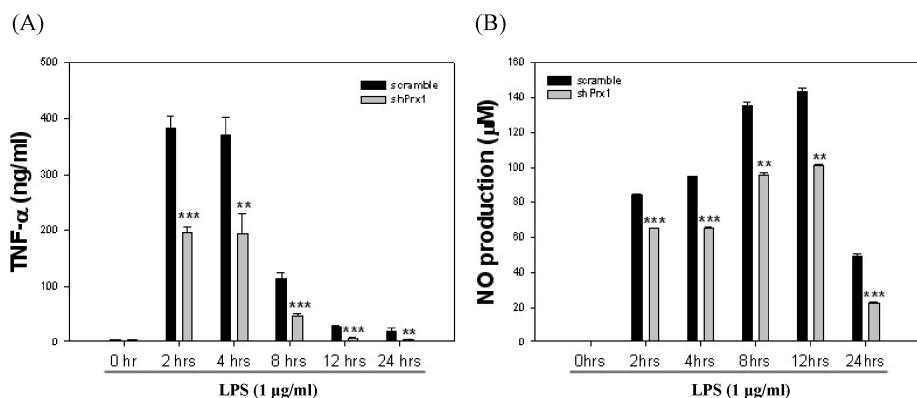 (A)
TNF-α (ng/ml)
500
400
300
200
100
0
scramble
shPrx1
***
**
***
***
**
0 hr 2 hrs 4 hrs 8 hrs 12 hrs 24 hrs
LPS (1 μg/ml)
(B)
NO production (μM)
160
140
120
100
80
60
40
20
0
scramble
shPrx1
***
***
**
**
***
0hrs 2hrs 4hrs 8hrs 12hrs 24hrs
LPS (1 μg/ml)